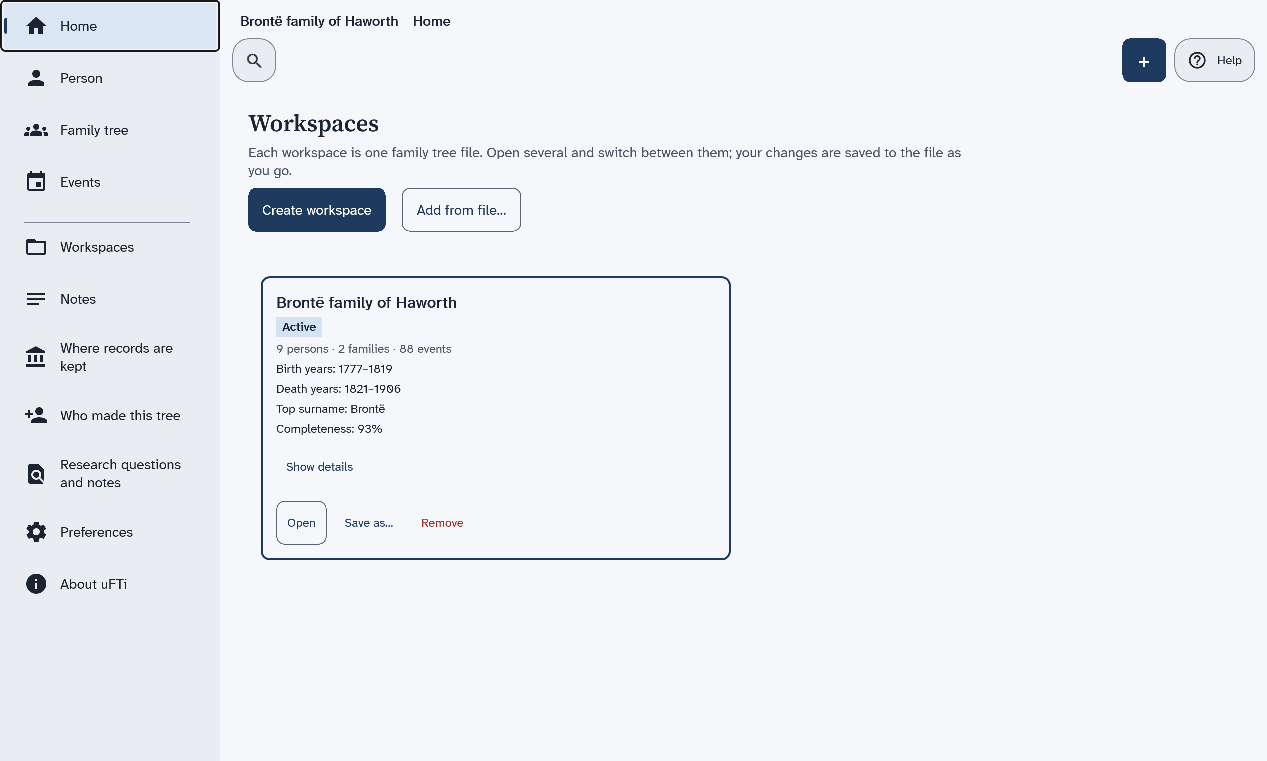 Home
Person
Family tree
Events
Workspaces
Notes
Where records are
kept
Who made this tree
Research questions
and notes
Preferences
About uFTi
Brontë family of Haworth Home
+
Help
Workspaces
Each workspace is one family tree file. Open several and switch between them; your changes are saved to the file as
you go.
Create workspace
Add from file...
Brontë family of Haworth
Active
9 persons · 2 families · 88 events
Birth years: 1777–1819
Death years: 1821–1906
Top surname: Brontë
Completeness: 93%
Show details
Open
Save as...
Remove